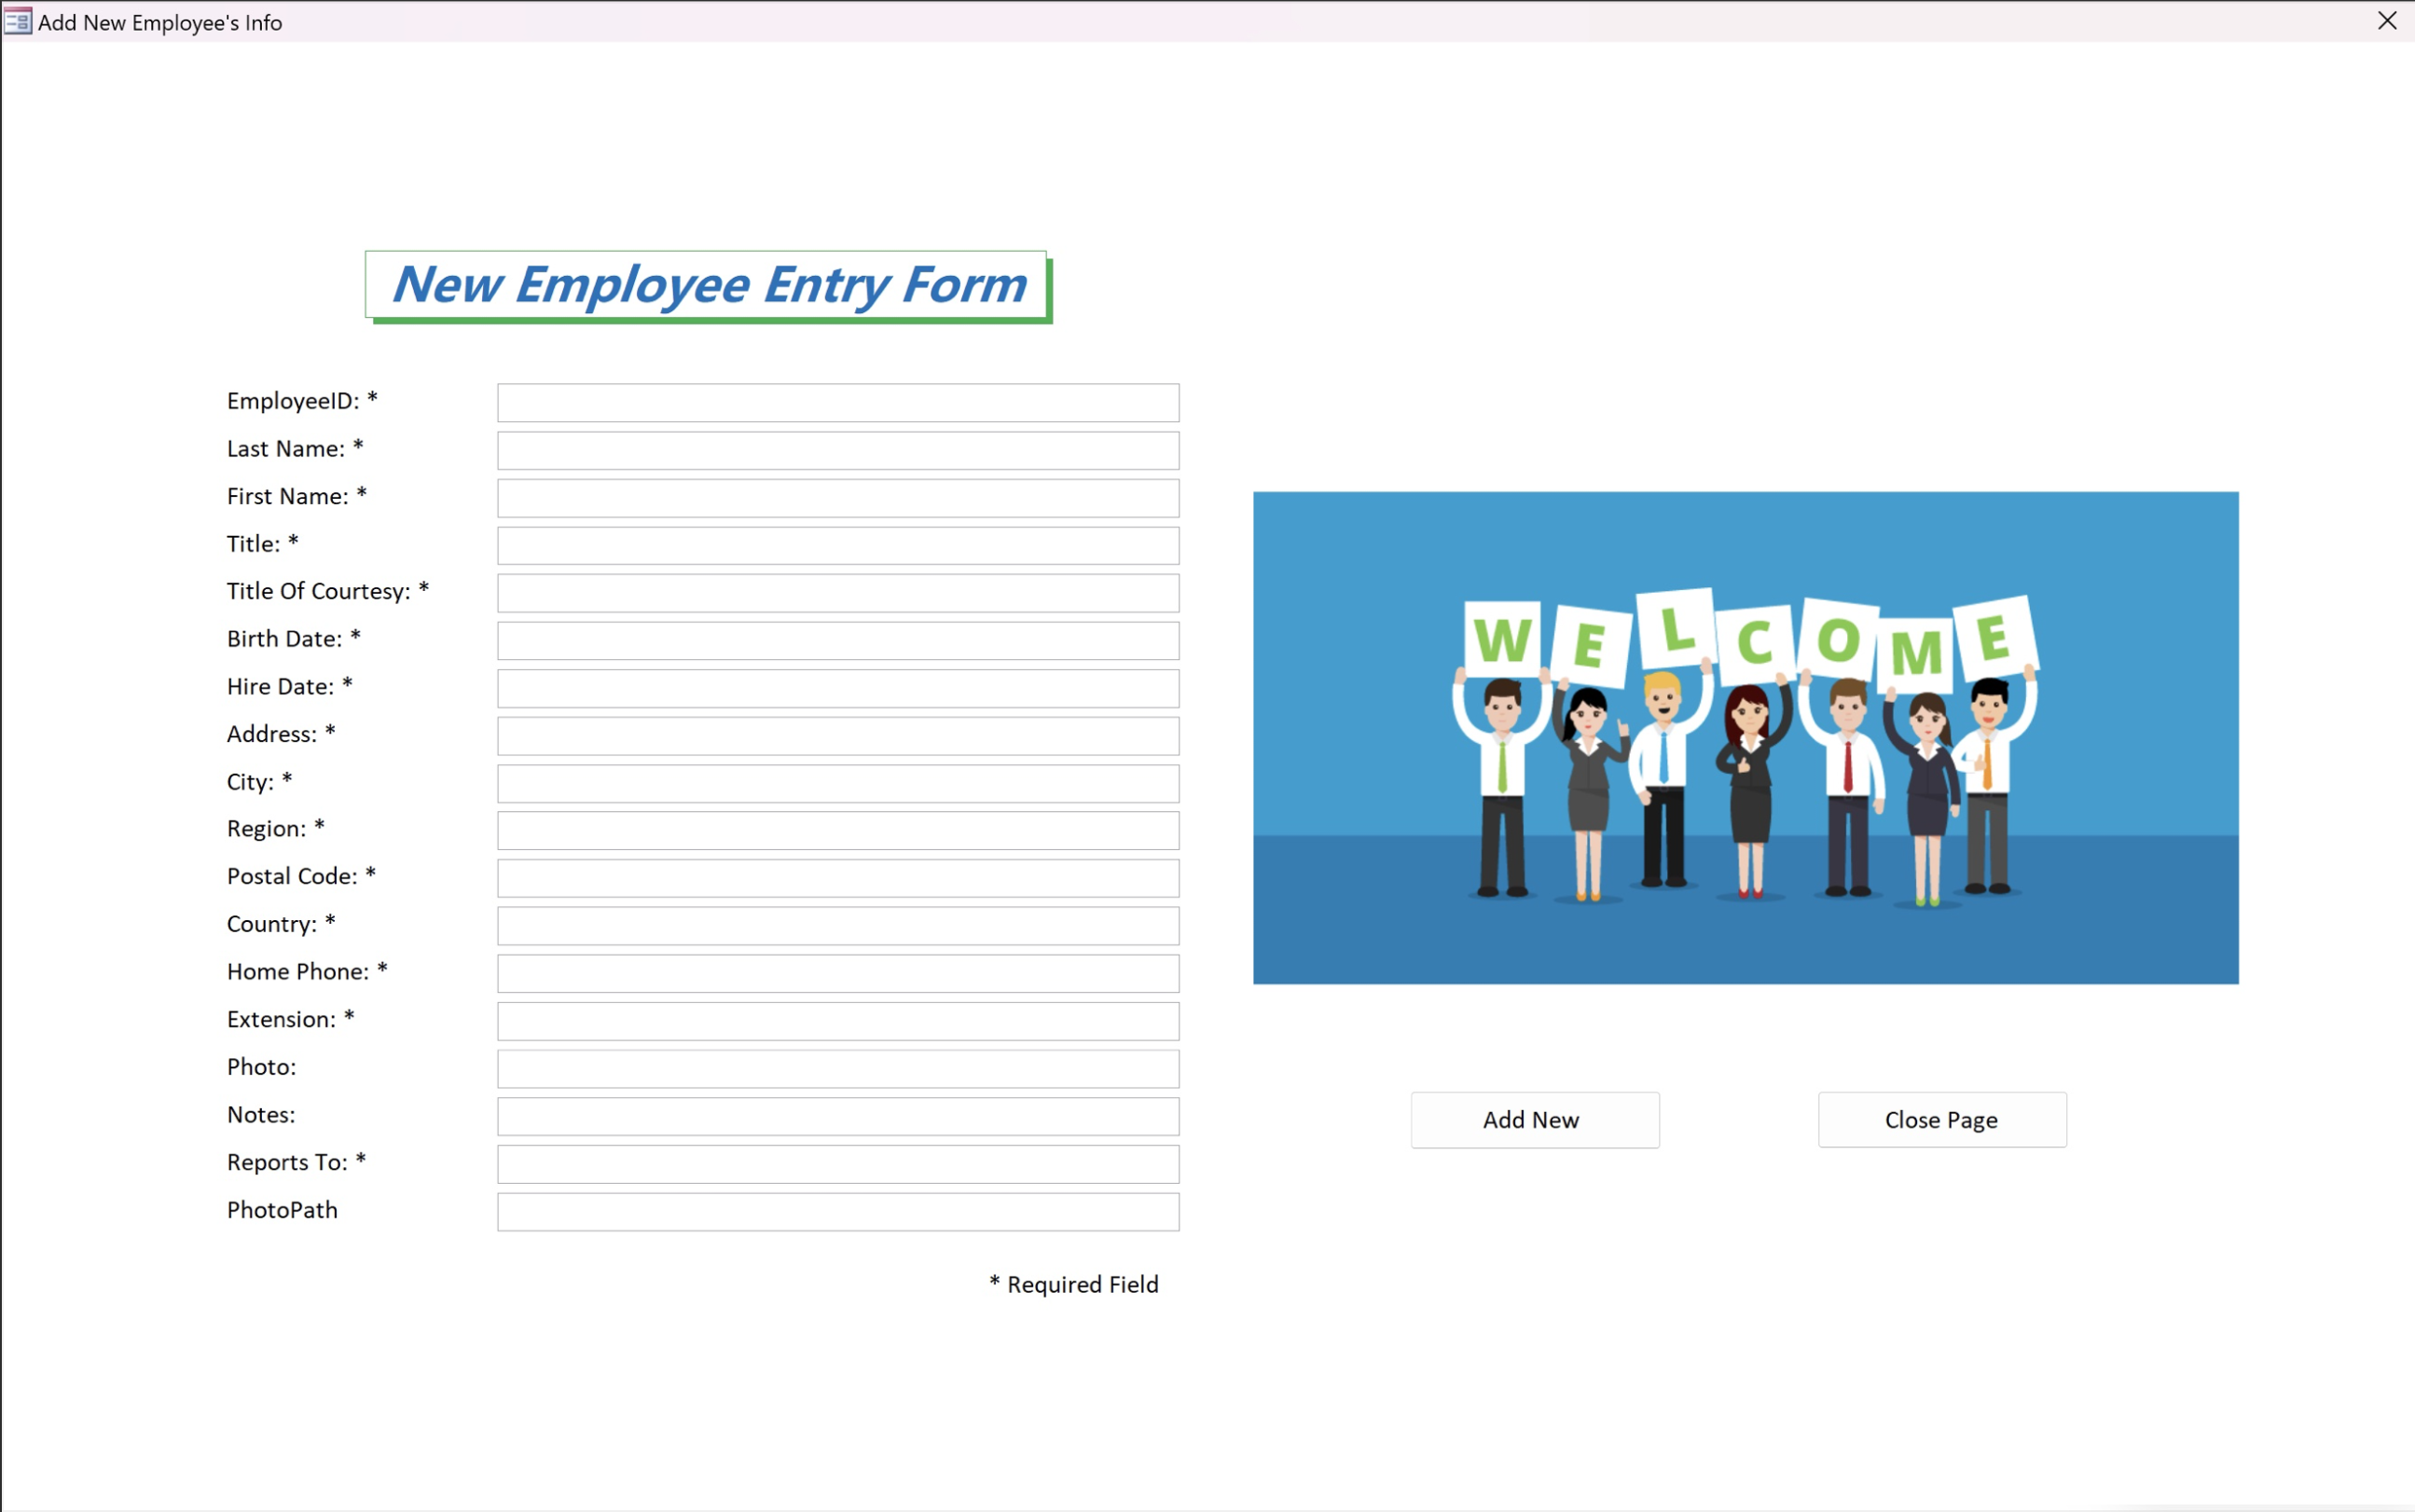 Add New Employee's Info
New Employee Entry Form
EmployeeID: *
Last Name: *
First Name: *
Title: *
Title Of Courtesy: *
Birth Date: *
Hire Date: *
Address: *
City: *
Region: *
Postal Code: *
Country: *
Home Phone: *
Extension: *
Photo:
Notes:
Reports To: *
PhotoPath
* Required Field
WELCOME
Add New
Close Page